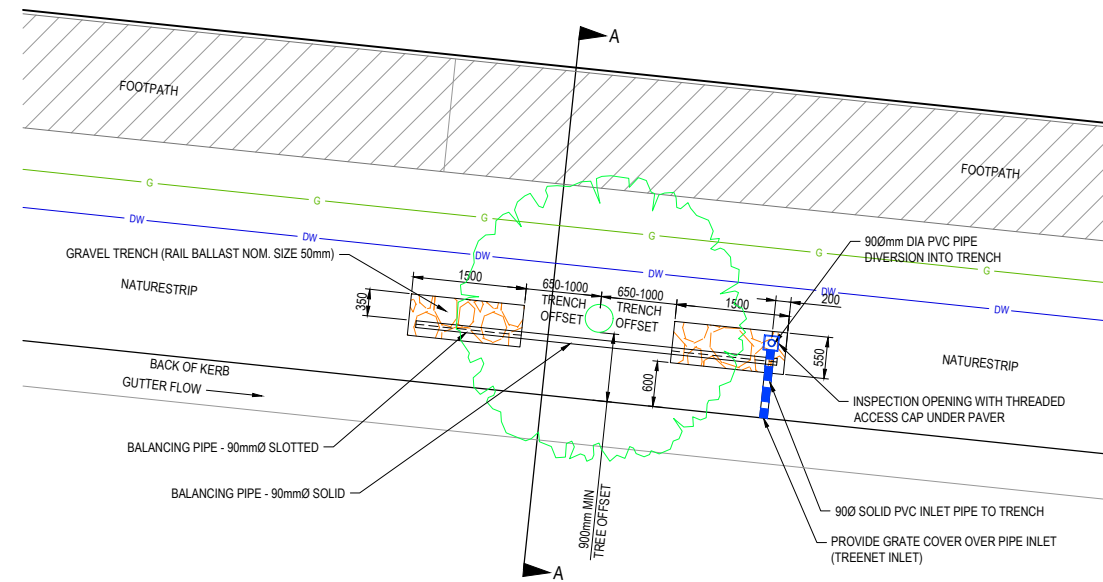 A
FOOTPATH
FOOTPATH
G
G
G
G
DW
DW
DW
DW
DW
DW
GRAVEL TRENCH (RAIL BALLAST NOM. SIZE 50mm)
90Ømm DIA PVC PIPE
DIVERSION INTO TRENCH
NATURESTRIP
1500
650-1000
TRENCH
OFFSET
650-1000
TRENCH
OFFSET
1500
200
350
550
600
NATURESTRIP
BACK OF KERB
GUTTER FLOW
INSPECTION OPENING WITH THREADED
ACCESS CAP UNDER PAVER
BALANCING PIPE - 90mmØ SLOTTED
BALANCING PIPE - 90mmØ SOLID
900mm MIN
TREE OFFSET
90Ø SOLID PVC INLET PIPE TO TRENCH
PROVIDE GRATE COVER OVER PIPE INLET
(TREENET INLET)
A